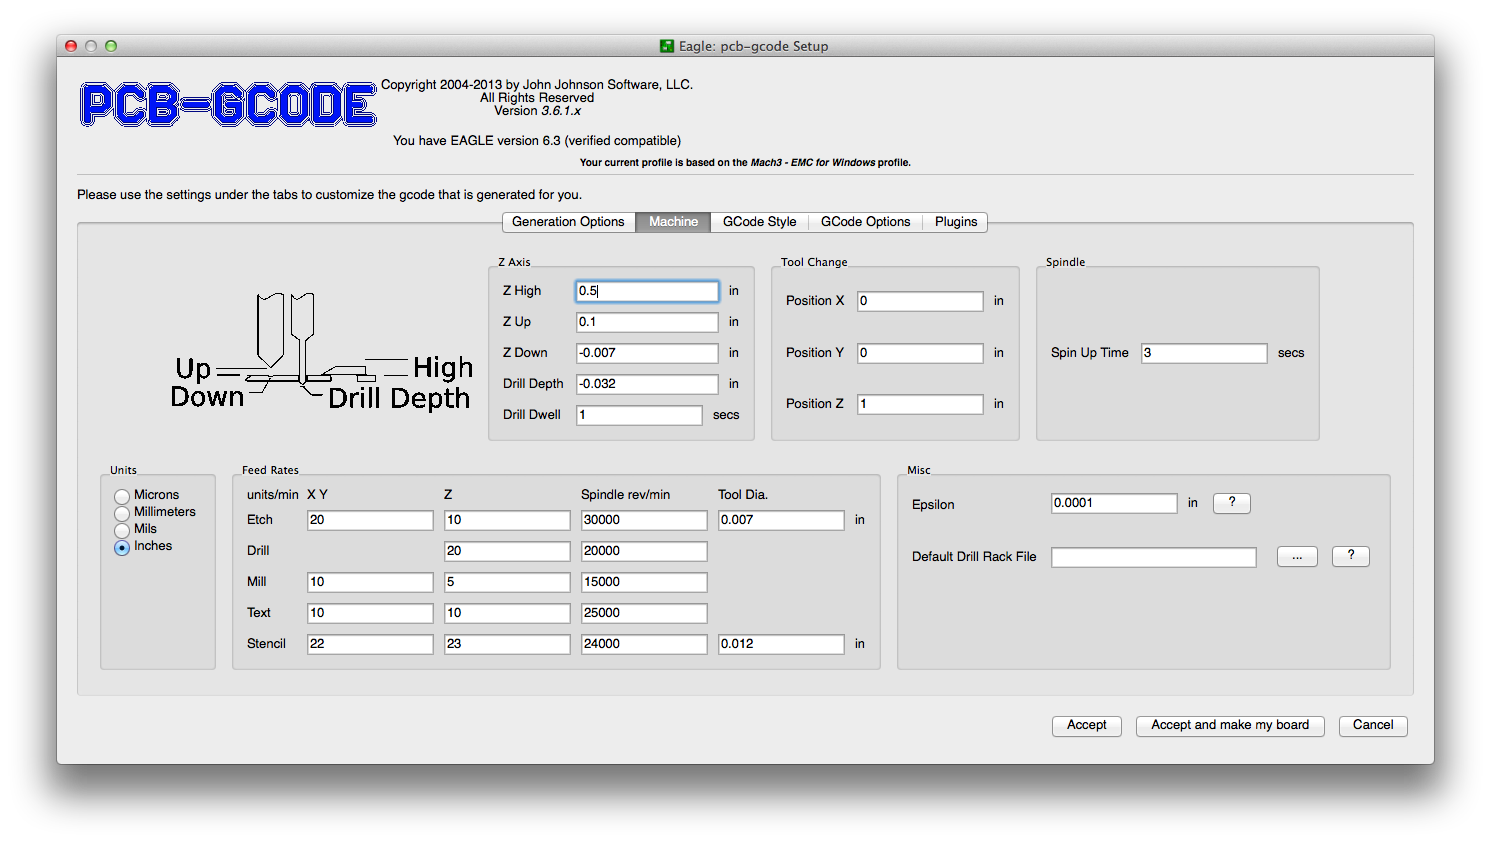 Eagle: pcb-gcode Setup
PCB-GCODE
Copyright 2004-2013 by John Johnson Software, LLC.
All Rights Reserved
Version 3.6.1.x
You have EAGLE version 6.3 (verified compatible)
Your current profile is based on the Mach3 - EMC for Windows profile.
Please use the settings under the tabs to customize the gcode that is generated for you.
Generation Options Machine GCode Style GCode Options Plugins
Up
Down
High
Drill Depth
Z Axis
Z High 0.5 in
Z Up 0.1 in
Z Down -0.007 in
Drill Depth -0.032 in
Drill Dwell 1 secs
Tool Change
Position X 0 in
Position Y 0 in
Position Z 1 in
Spindle
Spin Up Time 3 secs
Units
Microns
Millimeters
Mils
Inches
Feed Rates
units/min X Y Z Spindle rev/min Tool Dia.
Etch 20 10 30000 0.007 in
Drill 20 20000
Mill 10 5 15000
Text 10 10 25000
Stencil 22 23 24000 0.012 in
Misc
Epsilon 0.0001 in ?
Default Drill Rack File ... ?
Accept Accept and make my board Cancel